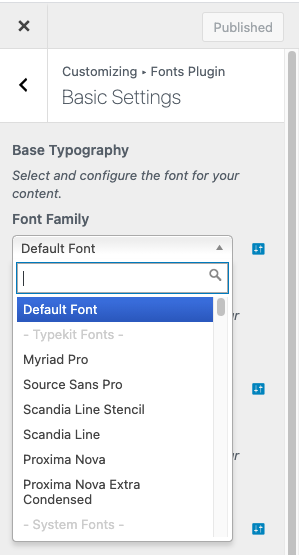 Published
Customizing ▸ Fonts Plugin
Basic Settings
Base Typography
Select and configure the font for your
content.
Font Family
Default Font
Default Font
- Typekit Fonts -
Myriad Pro
Source Sans Pro
Scandia Line Stencil
Scandia Line
Proxima Nova
Proxima Nova Extra
Condensed
- System Fonts -